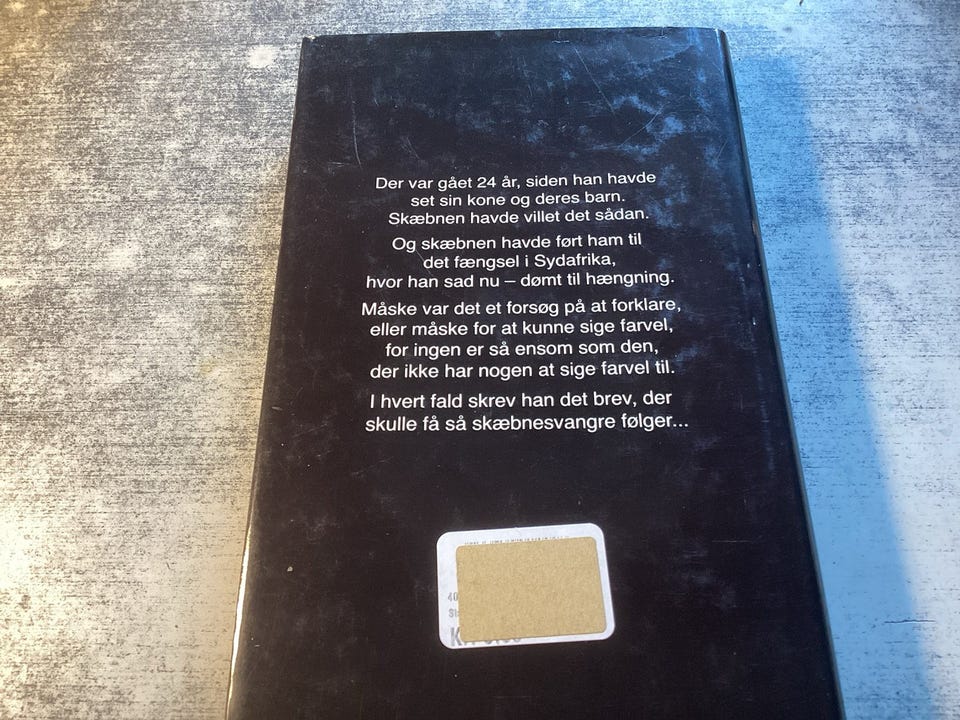 Der var gået 24 år, siden han havde
set sin kone og deres barn.
Skæbnen havde villet det sådan.
Og skæbnen havde ført ham til
det fængsel i Sydafrika,
hvor han sad nu – dømt til hængning.
Måske var det et forsøg på at forklare,
eller måske for at kunne sige farvel,
for ingen er så ensom som den,
der ikke har nogen at sige farvel til.
I hvert fald skrev han det brev, der
skulle få så skæbnesvangre følger...
40